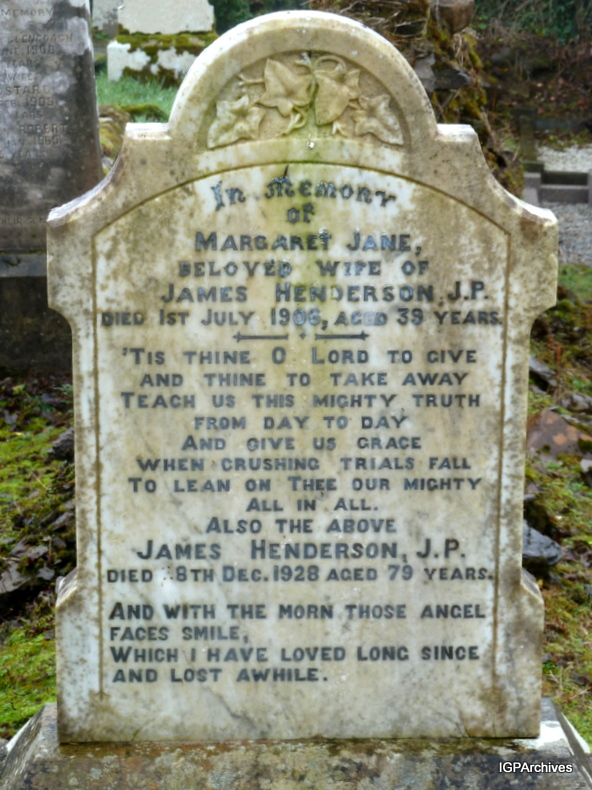 In Memory
of
Margaret Jane,
beloved wife of
James Henderson, J.P.
died 1st July 1906, aged 39 years.
'Tis thine O Lord to give
and thine to take away
Teach us this mighty truth
from day to day
And give us grace
when crushing trials fall
To lean on Thee our mighty
All in All.
Also the above
James Henderson, J.P.
died 8th Dec. 1928 aged 79 years.
And with the morn those angel
faces smile,
Which I have loved long since
and lost awhile.
IGPArchives